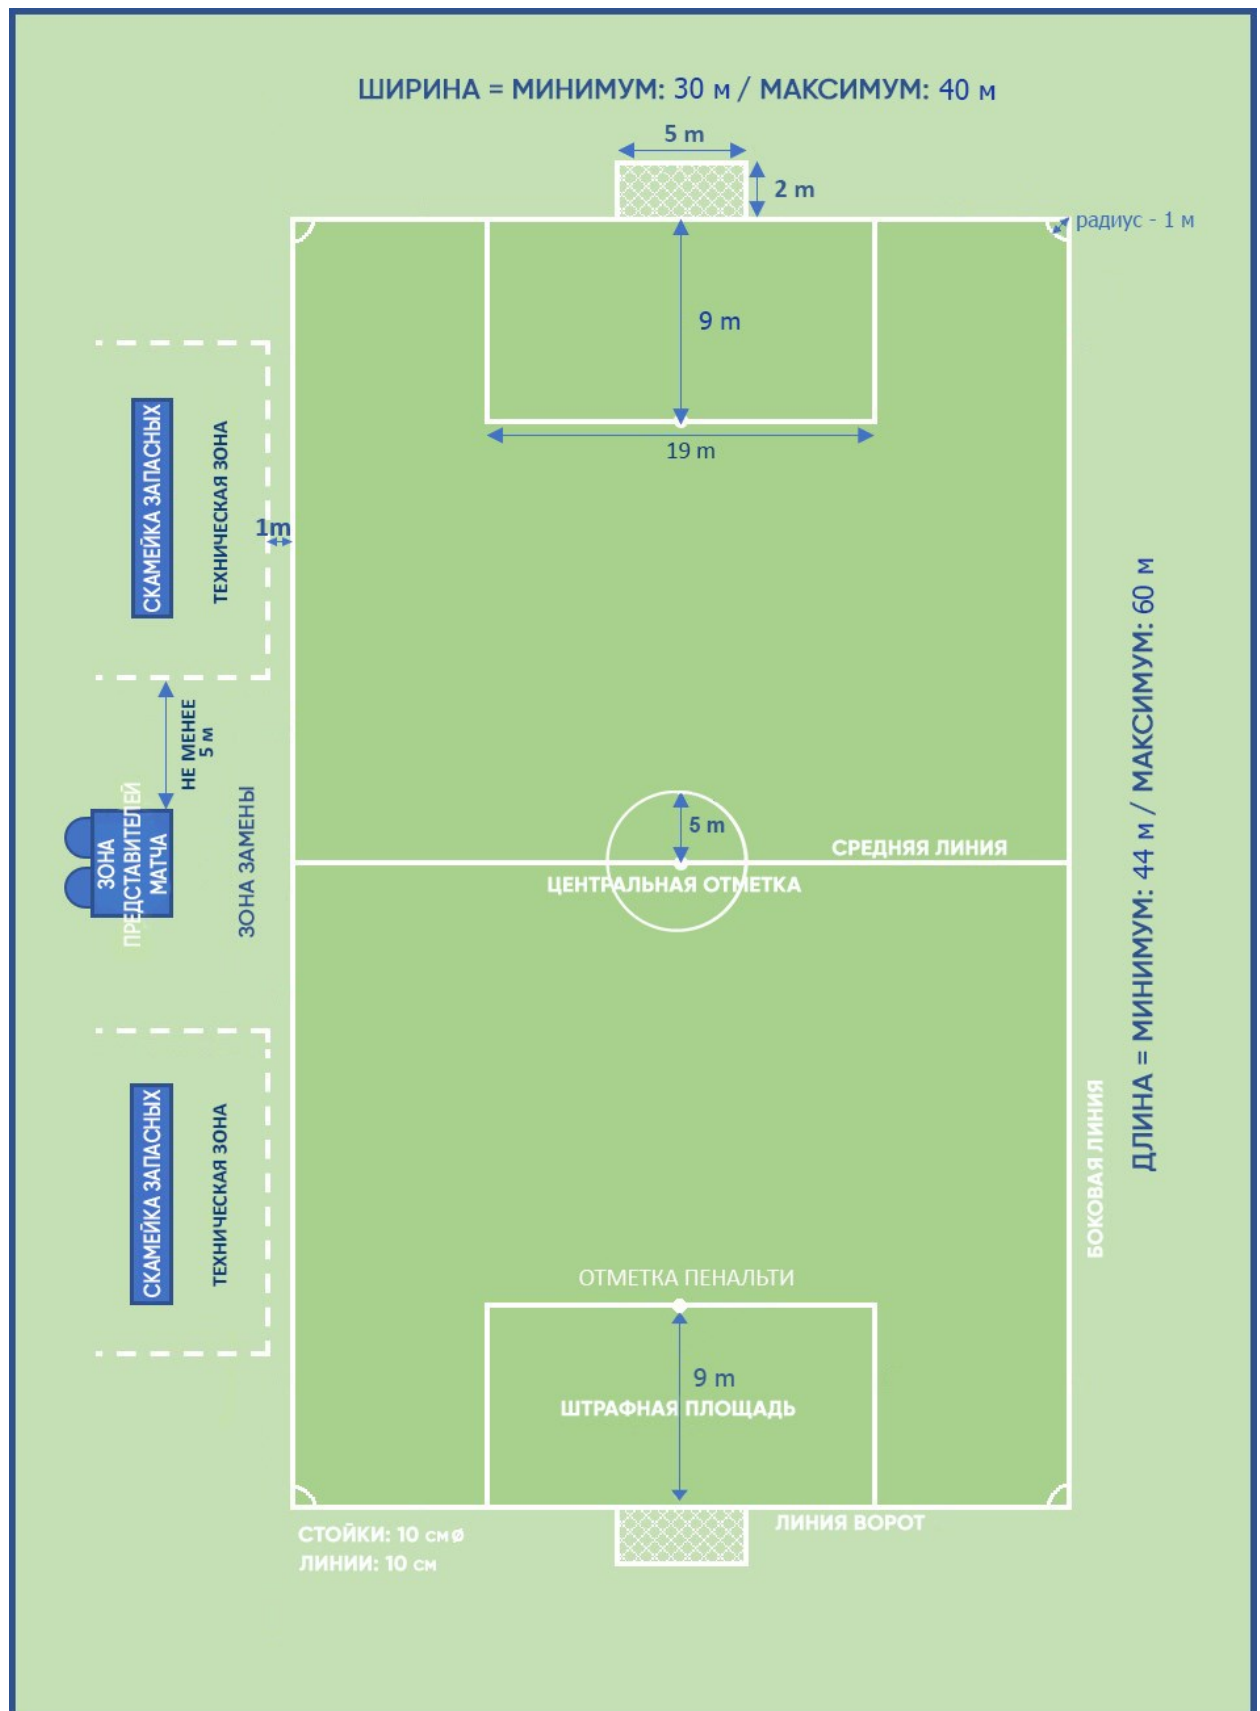 ШИРИНА = МИНИМУМ: 30 м / МАКСИМУМ: 40 м
5 m
2 m
радиус - 1 м
9 m
19 m
СКАМЕЙКА ЗАПАСНЫХ
ТЕХНИЧЕСКАЯ ЗОНА
1m
НЕ МЕНЕЕ
5 м
ЗОНА
ПРЕДСТАВИТЕЛЕЙ
МАТЧА
ЗОНА ЗАМЕНЫ
5 m
СРЕДНЯЯ ЛИНИЯ
ЦЕНТРАЛЬНАЯ ОТМЕТКА
ДЛИНА = МИНИМУМ: 44 м / МАКСИМУМ: 60 м
СКАМЕЙКА ЗАПАСНЫХ
ТЕХНИЧЕСКАЯ ЗОНА
БОКОВАЯ ЛИНИЯ
ОТМЕТКА ПЕНАЛЬТИ
9 m
ШТРАФНАЯ ПЛОЩАДЬ
ЛИНИЯ ВОРОТ
СТОЙКИ: 10 смø
ЛИНИИ: 10 см